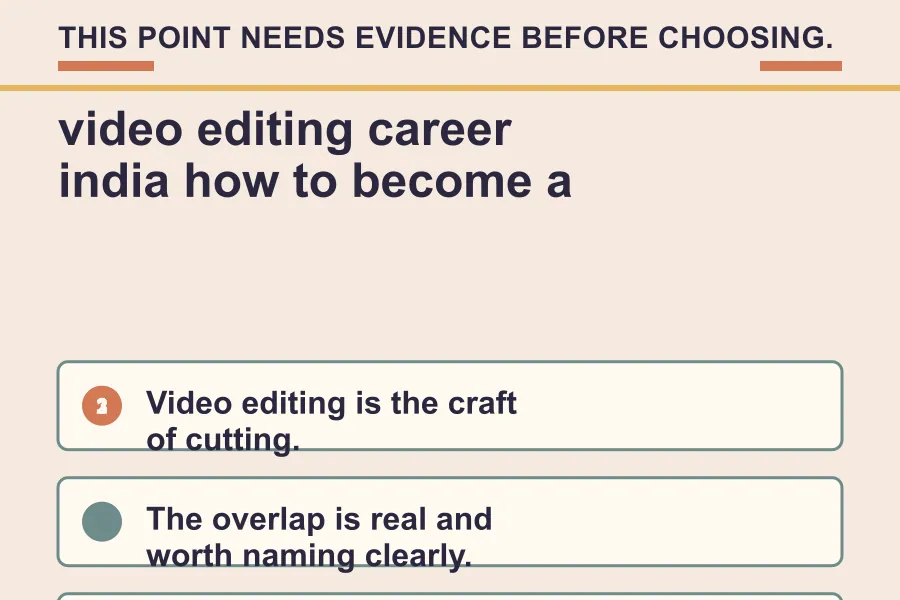 THIS POINT NEEDS EVIDENCE BEFORE CHOOSING.
video editing career
india how to become a
Video editing is the craft
of cutting.
The overlap is real and
worth naming clearly.